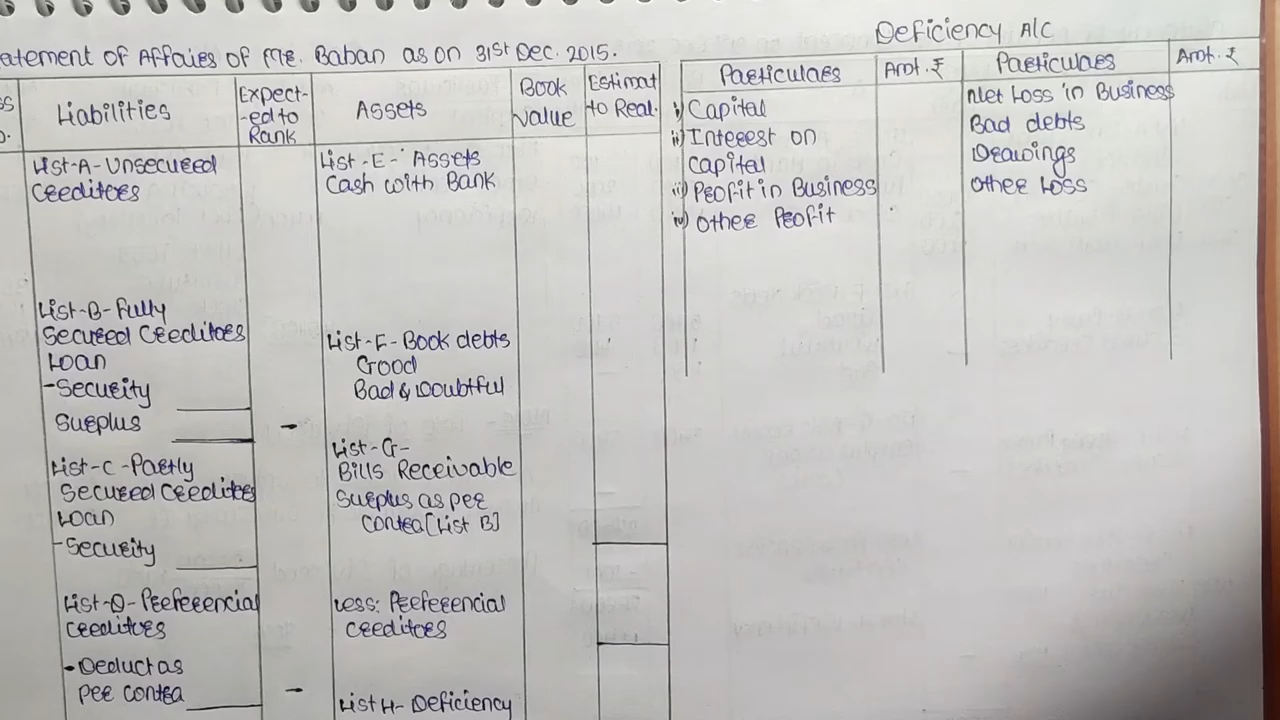 atement of Affairs of Mr. Baban as on 31st Dec. 2015.
Liabilities
Expect-
-ed to
Rank
Assets
Book
value
Estimat
to Real.
List-A-Unsecured
Creditors
List-B-Fully
Secured Creditors
Loan
-Security
Surplus
-
List-C-Partly
Secured Creditors
Loan
-Security
List-D-Preferencial
Creditors
-Deduct as
per contra
-
List-E- Assets
Cash with Bank
List-F-Book debts
Good
Bad & Doubtful
List-G-
Bills Receivable
Surplus as per
contra[List B]
Less: Preferencial
Creditors
List H- Deficiency
Deficiency A/C
Particulars
Amt. ₹
Particulars
Amt. ₹
i) Capital
ii) Interest on
Capital
iii) Profit in Business
iv) Other Profit
Net Loss in Business
Bad debts
Drawings
Other Loss